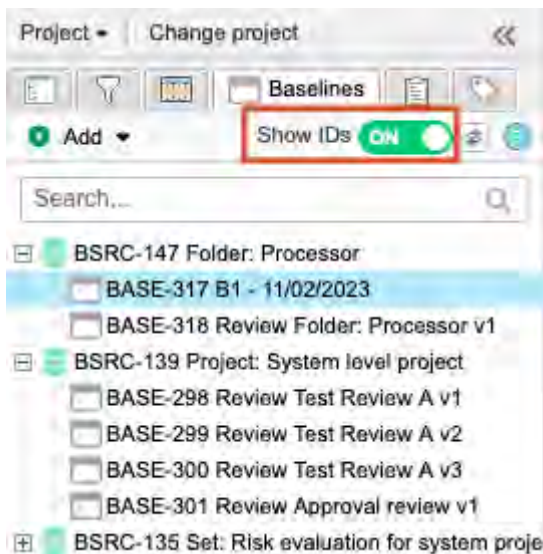 Project Change project
Baselines
Add Show IDs ON
Search...
BSRC-147 Folder: Processor
BASE-317 B1 - 11/02/2023
BASE-318 Review Folder: Processor v1
BSRC-139 Project: System level project
BASE-298 Review Test Review A v1
BASE-299 Review Test Review A v2
BASE-300 Review Test Review A v3
BASE-301 Review Approval review v1
BSRC-135 Set: Risk evaluation for system proje